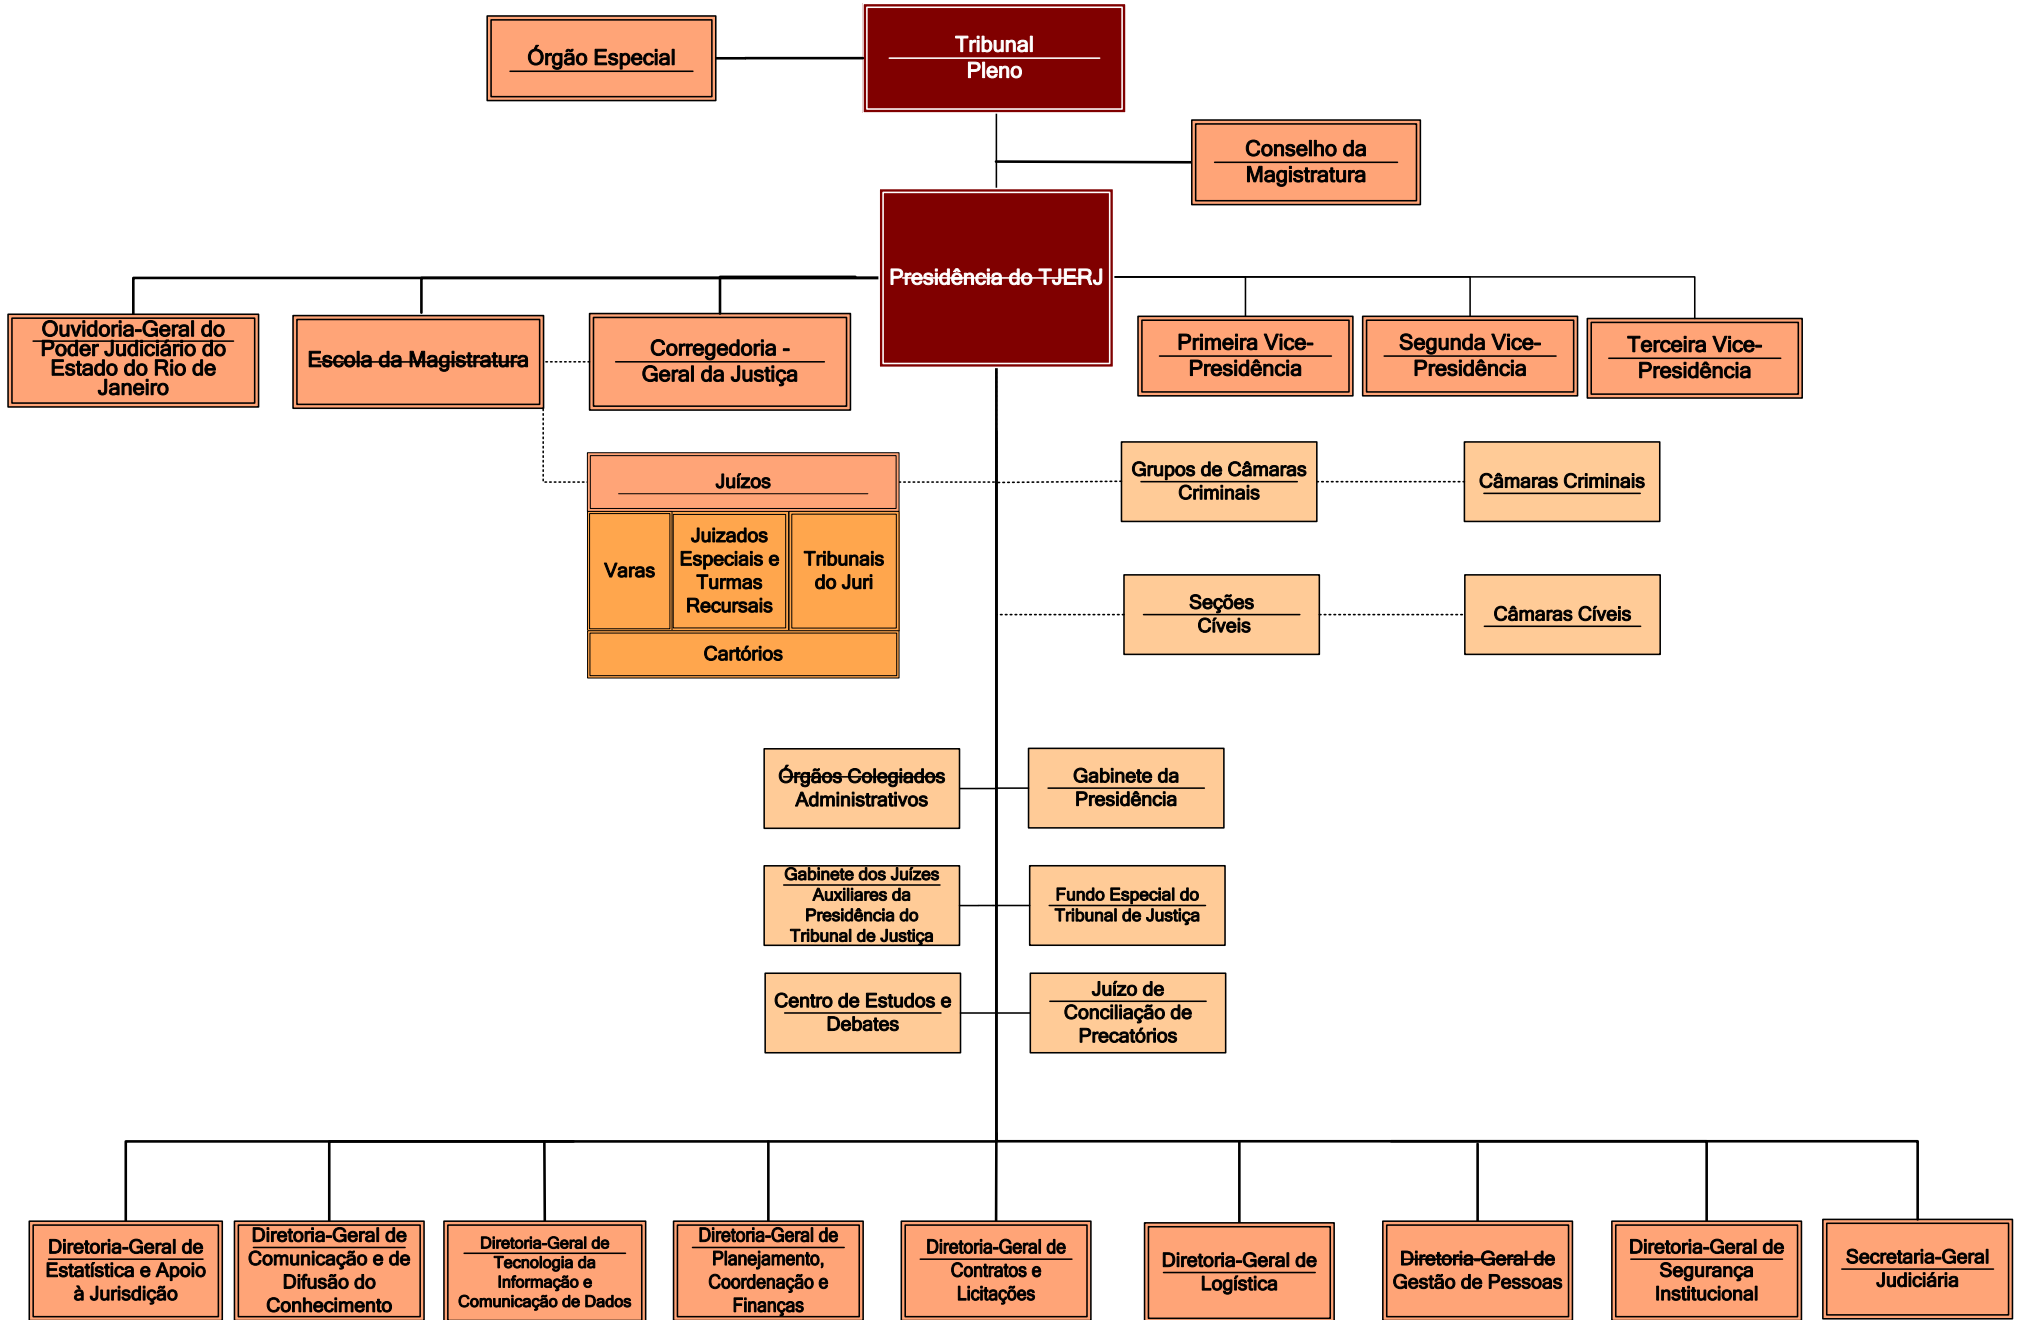 Órgão Especial
Tribunal
Pleno
Conselho da
Magistratura
Presidência do TJERJ
Ouvidoria-Geral do
Poder Judiciário do
Estado do Rio de
Janeiro
Escola da Magistratura
Corregedoria -
Geral da Justiça
Primeira Vice-
Presidência
Segunda Vice-
Presidência
Terceira Vice-
Presidência
Juízos
Varas
Juizados
Especiais e
Turmas
Recursais
Tribunais
do Juri
Cartórios
Grupos de Câmaras
Criminais
Câmaras Criminais
Seções
Cíveis
Câmaras Cíveis
Órgãos Colegiados
Administrativos
Gabinete da
Presidência
Gabinete dos Juízes
Auxiliares da
Presidência do
Tribunal de Justiça
Fundo Especial do
Tribunal de Justiça
Centro de Estudos e
Debates
Juízo de
Conciliação de
Precatórios
Diretoria-Geral de
Estatística e Apoio
à Jurisdição
Diretoria-Geral de
Comunicação e de
Difusão do
Conhecimento
Diretoria-Geral de
Tecnologia da
Informação e
Comunicação de Dados
Diretoria-Geral de
Planejamento,
Coordenação e
Finanças
Diretoria-Geral de
Contratos e
Licitações
Diretoria-Geral de
Logística
Diretoria-Geral de
Gestão de Pessoas
Diretoria-Geral de
Segurança
Institucional
Secretaria-Geral
Judiciária